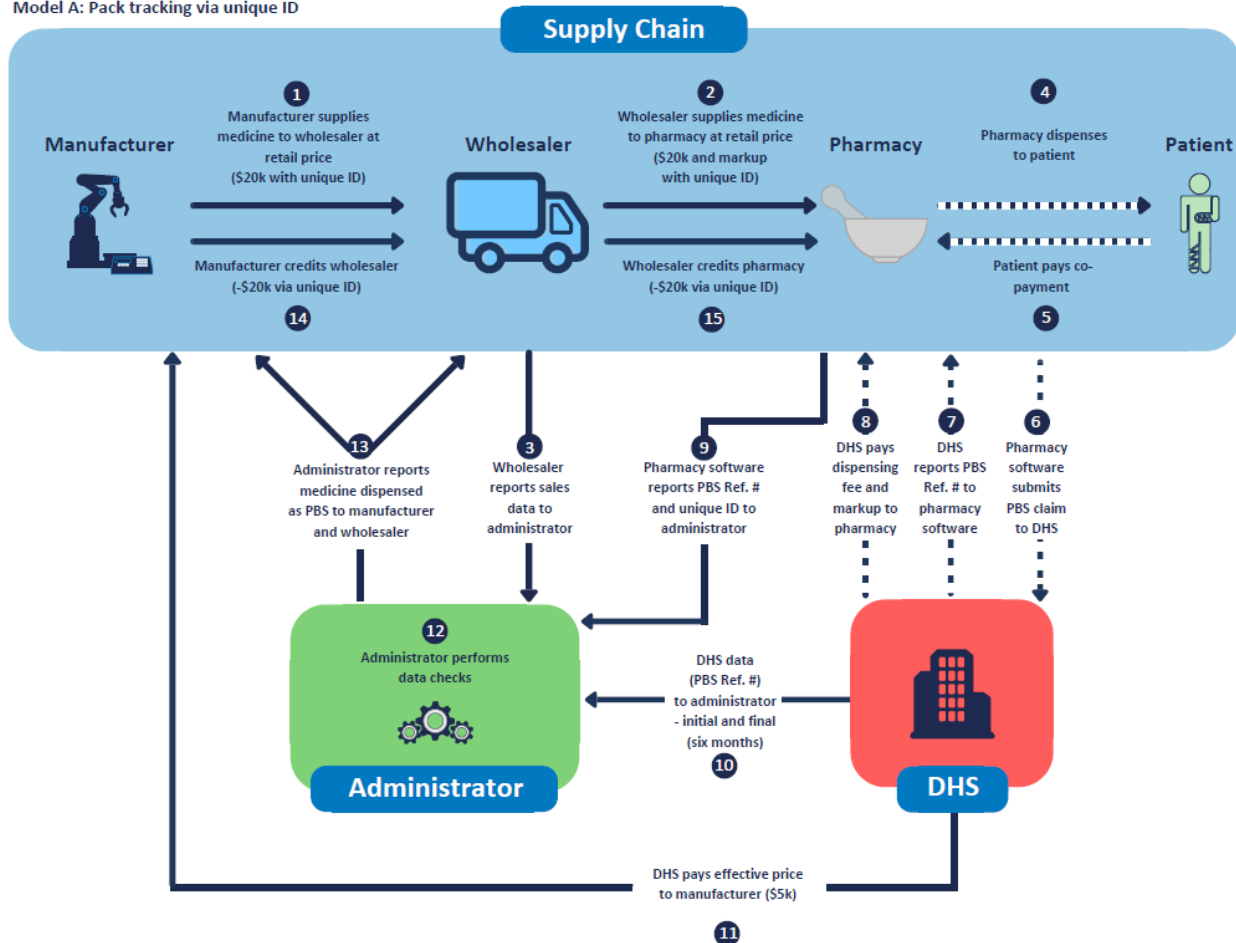 Model A: Pack tracking via unique ID
Supply Chain
1
Manufacturer supplies
medicine to wholesaler at
retail price
($20k with unique ID)
2
Wholesaler supplies medicine
to pharmacy at retail price
($20k and markup
with unique ID)
4
Pharmacy dispenses
to patient
Manufacturer
Wholesaler
Pharmacy
Patient
Manufacturer credits wholesaler
(-$20k via unique ID)
14
Wholesaler credits pharmacy
(-$20k via unique ID)
15
Patient pays co-
payment
5
13
Administrator reports
medicine dispensed
as PBS to manufacturer
and wholesaler
3
Wholesaler
reports sales
data to
administrator
9
Pharmacy software
reports PBS Ref. #
and unique ID to
administrator
8
DHS pays
dispensing
fee and
markup to
pharmacy
7
DHS
reports PBS
Ref. # to
pharmacy
software
6
Pharmacy
software
submits
PBS claim
to DHS
12
Administrator performs
data checks
Administrator
DHS data
(PBS Ref. #)
to administrator
- initial and final
(six months)
10
DHS
DHS pays effective price
to manufacturer ($5k)
11